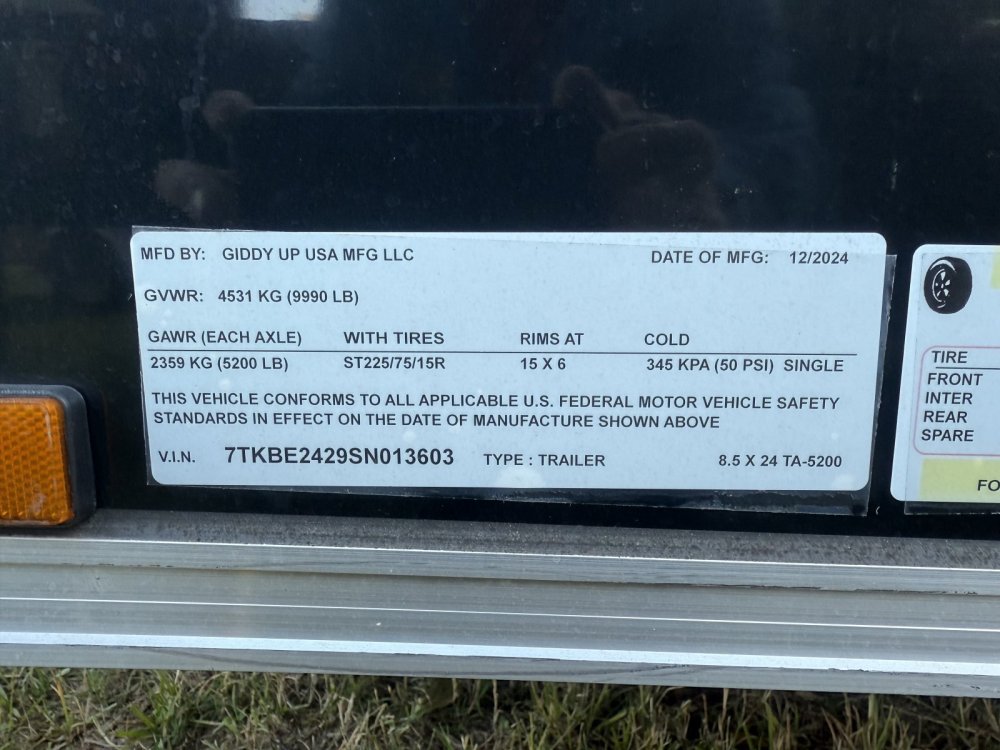 MFD BY: GIDDY UP USA MFG LLC DATE OF MFG: 12/2024
GVWR: 4531 KG (9990 LB)
GAWR (EACH AXLE) WITH TIRES RIMS AT COLD
2359 KG (5200 LB) ST225/75/15R 15 X 6 345 KPA (50 PSI) SINGLE
THIS VEHICLE CONFORMS TO ALL APPLICABLE U.S. FEDERAL MOTOR VEHICLE SAFETY
STANDARDS IN EFFECT ON THE DATE OF MANUFACTURE SHOWN ABOVE
V.I.N. 7TKBE2429SN013603 TYPE : TRAILER 8.5 X 24 TA-5200
TIRE
FRONT
INTER
REAR
SPARE
FO